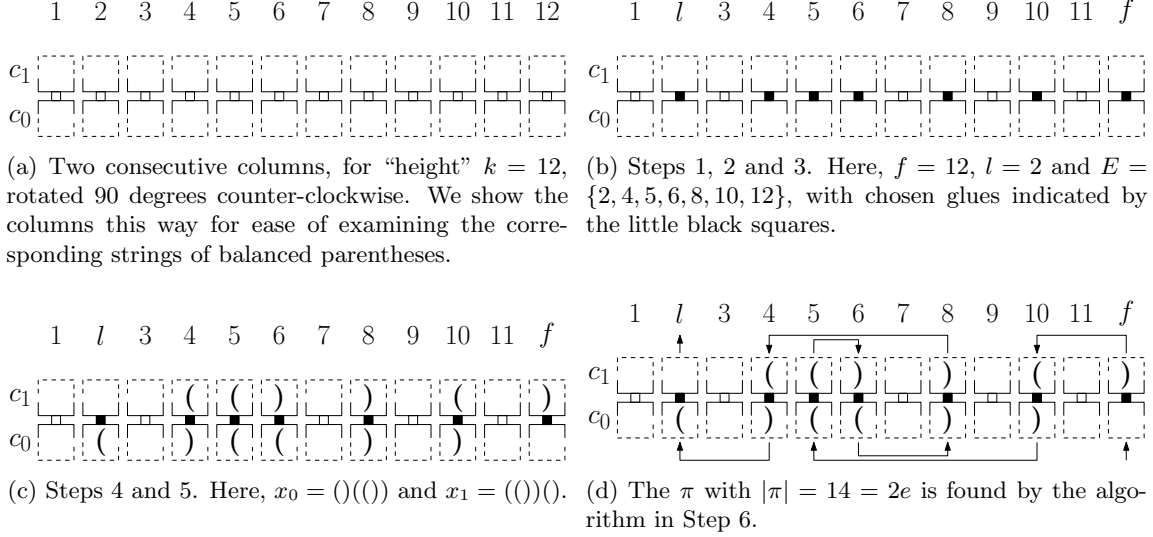 1 2 3 4 5 6 7 8 9 10 11 12
c₁
c₀
(a) Two consecutive columns, for “height” k = 12,
rotated 90 degrees counter-clockwise. We show the
columns this way for ease of examining the corre-
sponding strings of balanced parentheses.
1 l 3 4 5 6 7 8 9 10 11 f
c₁
c₀
(b) Steps 1, 2 and 3. Here, f = 12, l = 2 and E =
{2, 4, 5, 6, 8, 10, 12}, with chosen glues indicated by
the little black squares.
1 l 3 4 5 6 7 8 9 10 11 f
c₁ ( ( ) ) ( )
c₀ ( ( ( ( ) )
(c) Steps 4 and 5. Here, x₀ = ()(()) and x₁ = (())().
1 l 3 4 5 6 7 8 9 10 11 f
c₁ ( ( ) ) ( )
c₀ ( ) ( ( ) )
(d) The π with |π| = 14 = 2e is found by the algo-
rithm in Step 6.